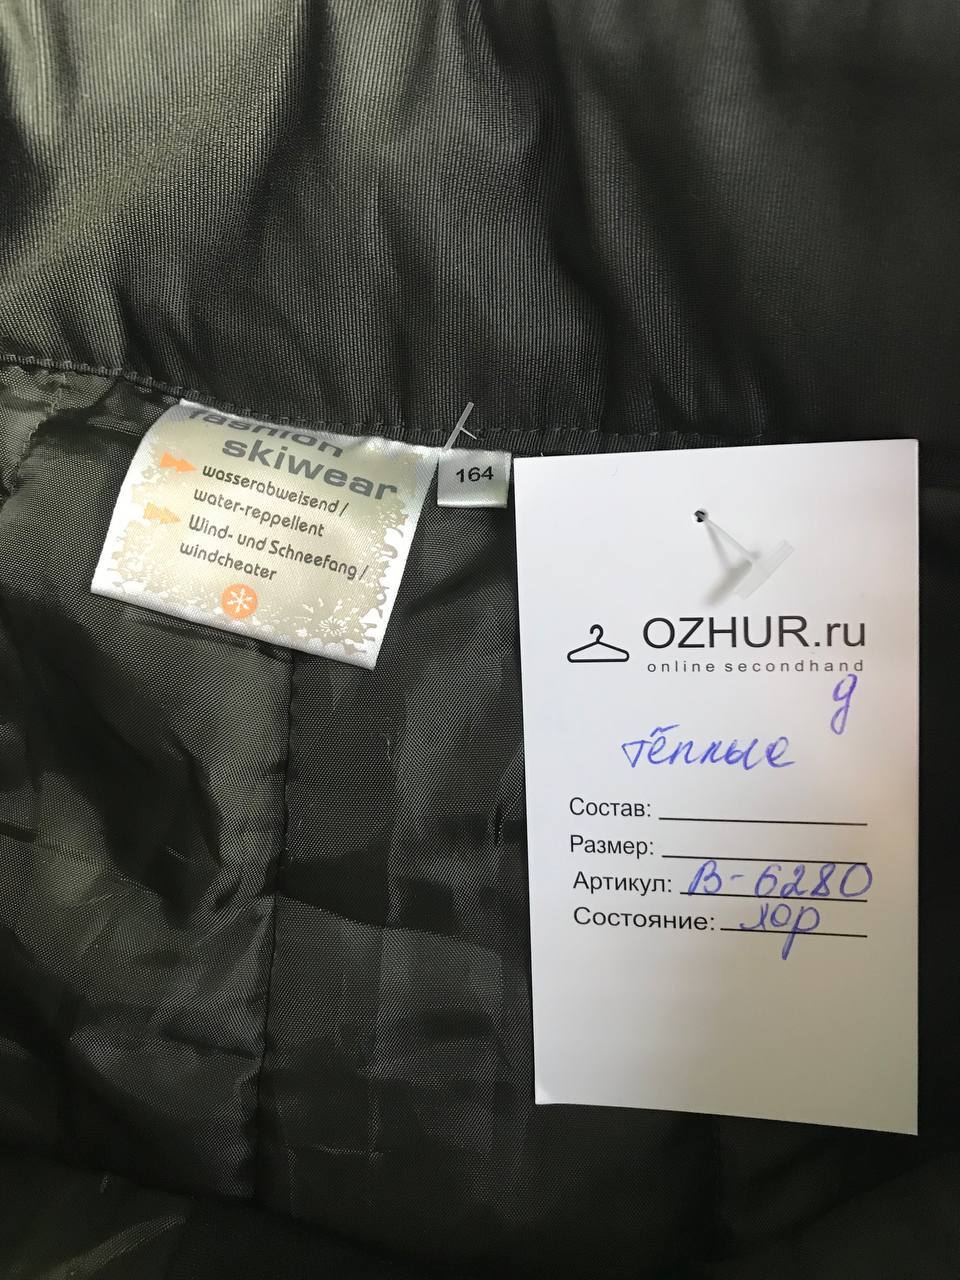 fashion
skiwear
wasserabweisend /
water-reppellent
Wind- und Schneefang /
windcheater
164
OZHUR.ru
online secondhand
д
тёплые
Состав:
Размер:
Артикул: В-6280
Состояние: хор